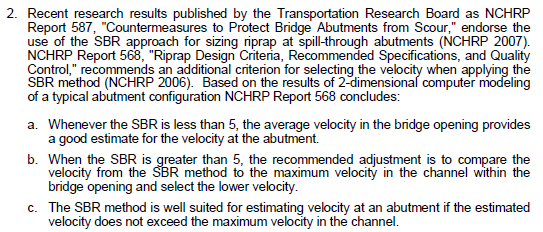 2. Recent research results published by the Transportation Research Board as NCHRP
Report 587, "Countermeasures to Protect Bridge Abutments from Scour," endorse the
use of the SBR approach for sizing riprap at spill-through abutments (NCHRP 2007).
NCHRP Report 568, "Riprap Design Criteria, Recommended Specifications, and Quality
Control," recommends an additional criterion for selecting the velocity when applying the
SBR method (NCHRP 2006). Based on the results of 2-dimensional computer modeling
of a typical abutment configuration NCHRP Report 568 concludes:
a. Whenever the SBR is less than 5, the average velocity in the bridge opening provides
a good estimate for the velocity at the abutment.
b. When the SBR is greater than 5, the recommended adjustment is to compare the
velocity from the SBR method to the maximum velocity in the channel within the
bridge opening and select the lower velocity.
c. The SBR method is well suited for estimating velocity at an abutment if the estimated
velocity does not exceed the maximum velocity in the channel.